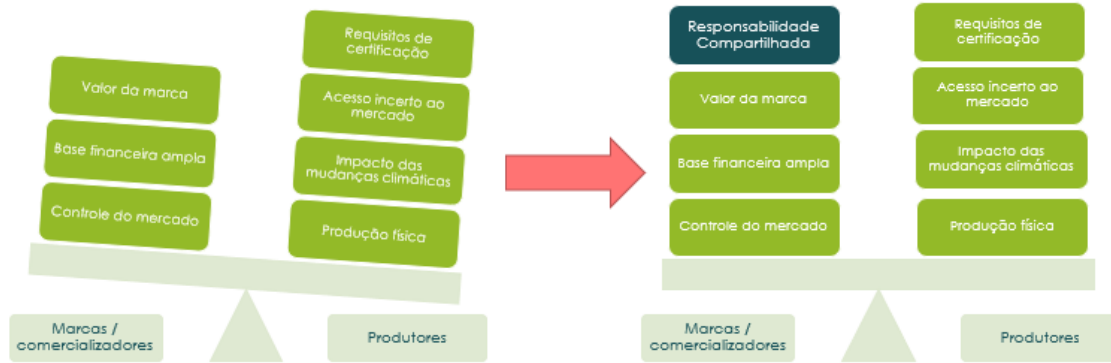 Requisitos de
certificação
Valor da marca
Acesso incerto ao
mercado
Base financeira ampla
Impacto das
mudanças climáticas
Controle do mercado
Produção física
Marcas /
comercializadores
Produtores
Responsabilidade
Compartilhada
Requisitos de
certificação
Valor da marca
Acesso incerto ao
mercado
Base financeira ampla
Impacto das
mudanças climáticas
Controle do mercado
Produção física
Marcas /
comercializadores
Produtores